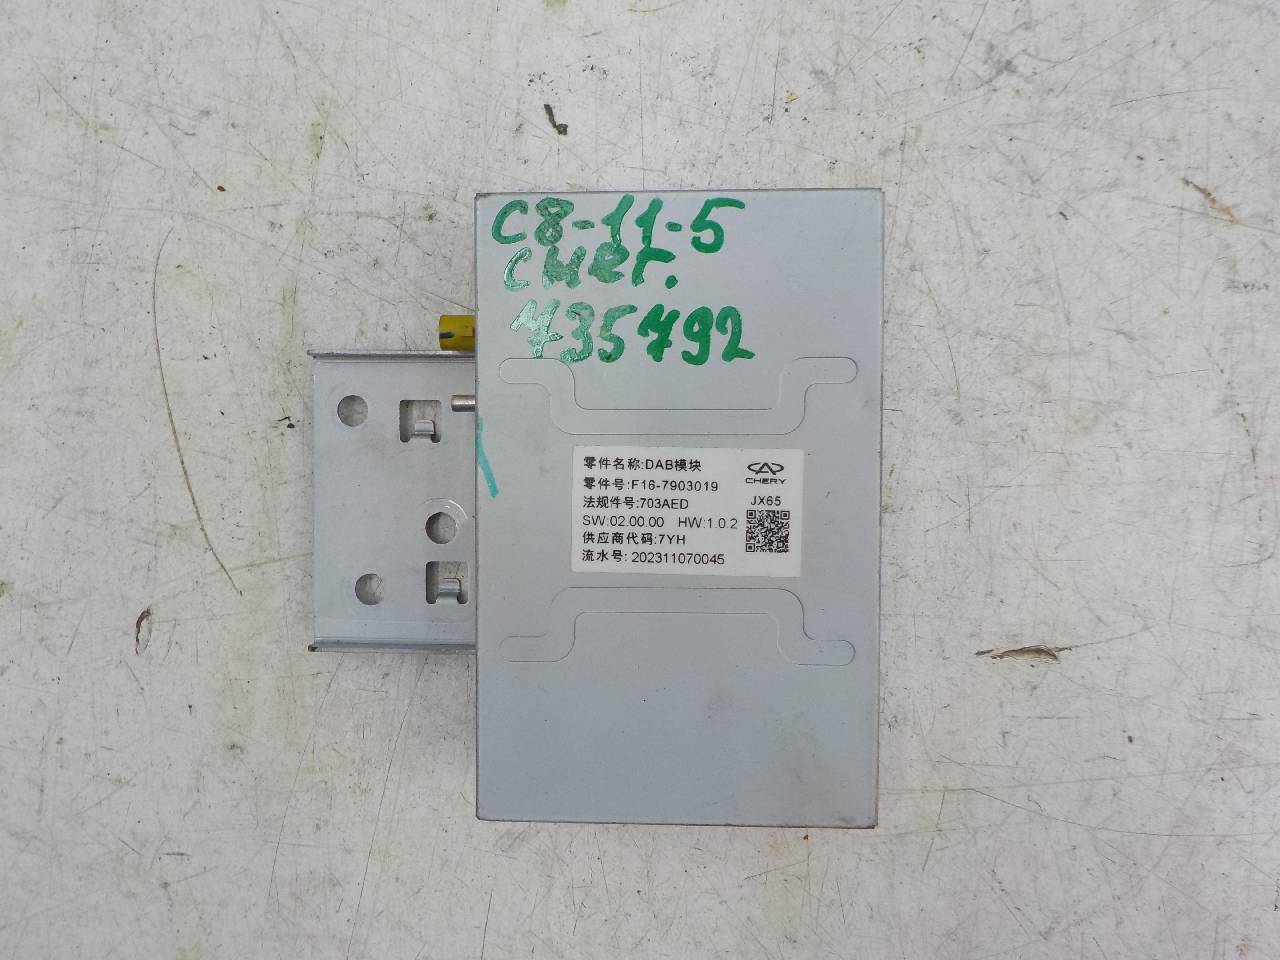 C8-11-5
снег.
435792
零件名称:DAB模块
零件号:F16-7903019
法规件号:703AED
SW:02.00.00 HW:1.0.2
供应商代码:7YH
流水号: 202311070045
CHERY
JX65